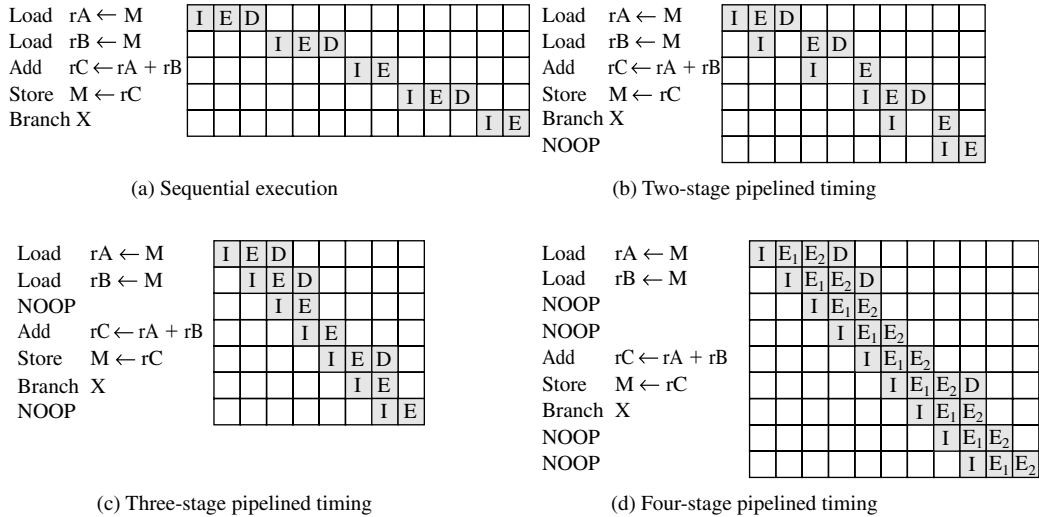 Load rA ← M I E D
Load rB ← M I E D
Add rC ← rA + rB I E
Store M ← rC I E D
Branch X I E
(a) Sequential execution
Load rA ← M I E D
Load rB ← M I E D
Add rC ← rA + rB I E
Store M ← rC I E D
Branch X I E
NOOP I E
(b) Two-stage pipelined timing
Load rA ← M I E D
Load rB ← M I E D
NOOP I E
Add rC ← rA + rB I E
Store M ← rC I E D
Branch X I E
NOOP I E
(c) Three-stage pipelined timing
Load rA ← M I E₁ E₂ D
Load rB ← M I E₁ E₂ D
NOOP I E₁ E₂
NOOP I E₁ E₂
Add rC ← rA + rB I E₁ E₂
Store M ← rC I E₁ E₂ D
Branch X I E₁ E₂
NOOP I E₁ E₂
NOOP I E₁ E₂
(d) Four-stage pipelined timing